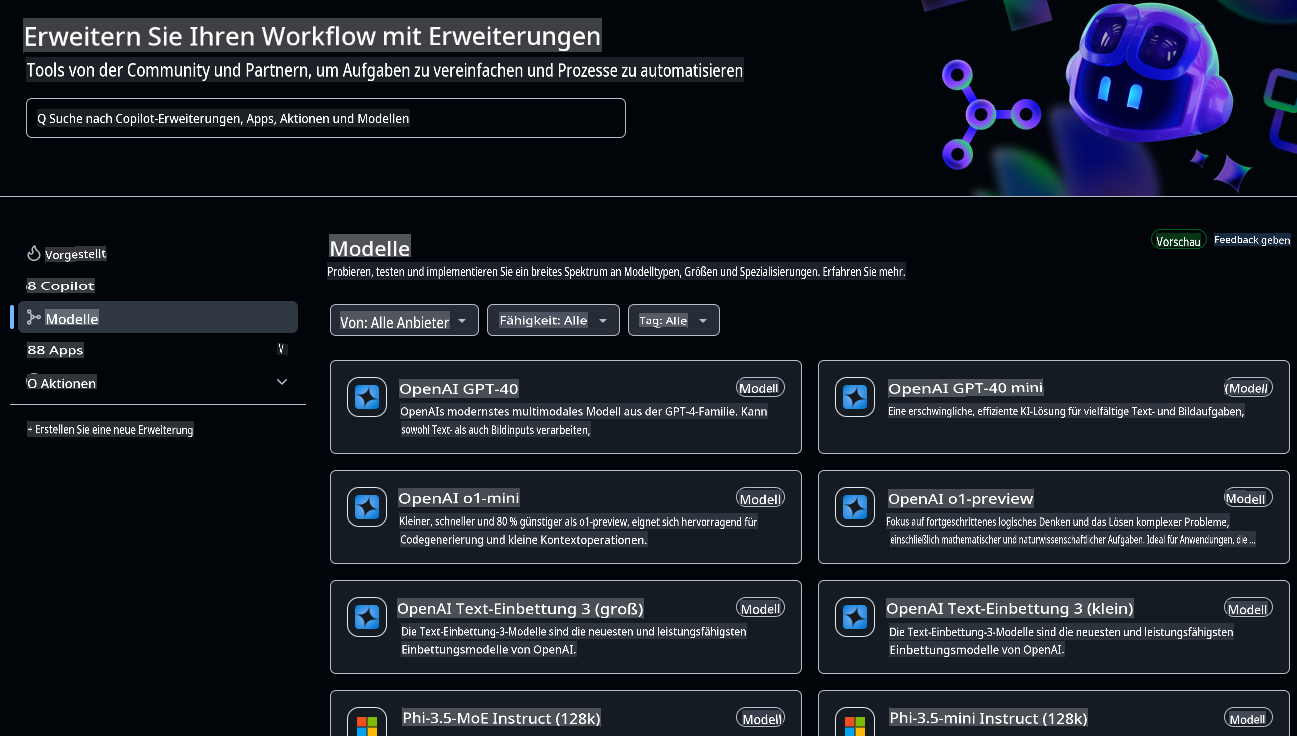 Erweitern Sie Ihren Workflow mit Erweiterungen
Tools von der Community und Partnern, um Aufgaben zu vereinfachen und Prozesse zu automatisieren
Q Suche nach Copilot-Erweiterungen, Apps, Aktionen und Modellen
Vorgestellt
8 Copilot
Modelle
88 Apps
V
O Aktionen
+ Erstellen Sie eine neue Erweiterung
Modelle
Vorschau
Feedback geben
Probieren, testen und implementieren Sie ein breites Spektrum an Modelltypen, Größen und Spezialisierungen. Erfahren Sie mehr.
Von: Alle Anbieter
Fähigkeit: Alle
Tag: Alle
OpenAI GPT-40
Modell
OpenAIs modernstes multimodales Modell aus der GPT-4-Familie. Kann
sowohl Text- als auch Bildinputs verarbeiten,
OpenAI GPT-40 mini
(Modell
Eine erschwingliche, effiziente KI-Lösung für vielfältige Text- und Bildaufgaben,
OpenAI o1-mini
Modell
Kleiner, schneller und 80 % günstiger als o1-preview, eignet sich hervorragend für
Codegenerierung und kleine Kontextoperationen.
OpenAI o1-preview
Modell
Fokus auf fortgeschrittenes logisches Denken und das Lösen komplexer Probleme,
einschließlich mathematischer und naturwissenschaftlicher Aufgaben. Ideal für Anwendungen, die ...
OpenAI Text-Einbettung 3 (groß)
Modell
Die Text-Einbettung-3-Modelle sind die neuesten und leistungsfähigsten
Einbettungsmodelle von OpenAI.
OpenAI Text-Einbettung 3 (klein)
Modell
Die Text-Einbettung-3-Modelle sind die neuesten und leistungsfähigsten
Einbettungsmodelle von OpenAI.
Phi-3.5-MoE Instruct (128k)
Modell
Phi-3.5-mini Instruct (128k)
Modell